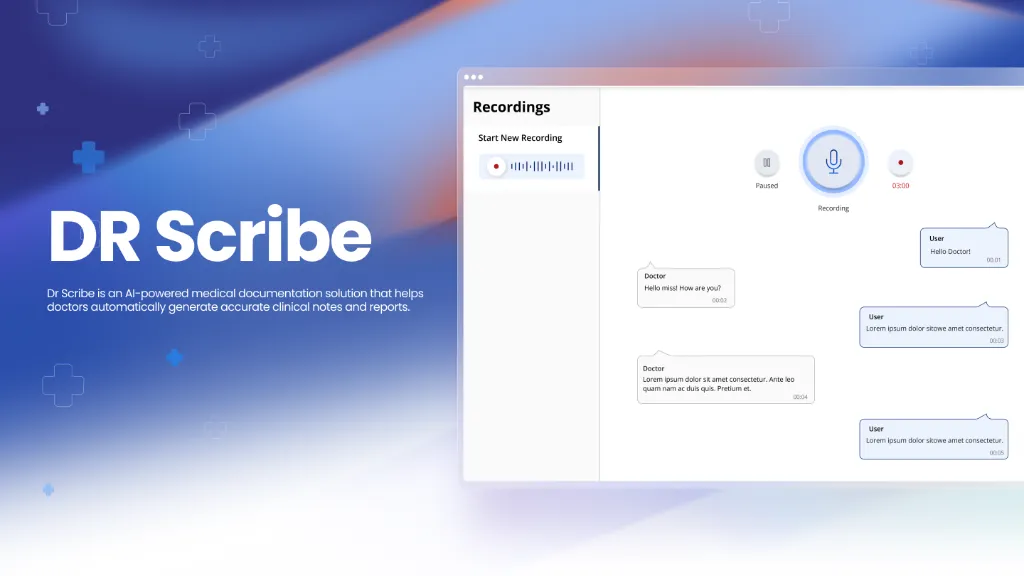 DR Scribe
Dr Scribe is an AI-powered medical documentation solution that helps
doctors automatically generate accurate clinical notes and reports.
Recordings
Start New Recording
Paused
Recording
03:00
User
Hello Doctor!
00:01
Doctor
Hello miss! How are you?
00:02
User
Lorem ipsum dolor sitowe amet consectetur.
00:03
Doctor
Lorem ipsum dolor sit amet consectetur. Ante leo
quam nam ac duis quis. Pretium et.
00:04
User
Lorem ipsum dolor sitowe amet consectetur.
00:05